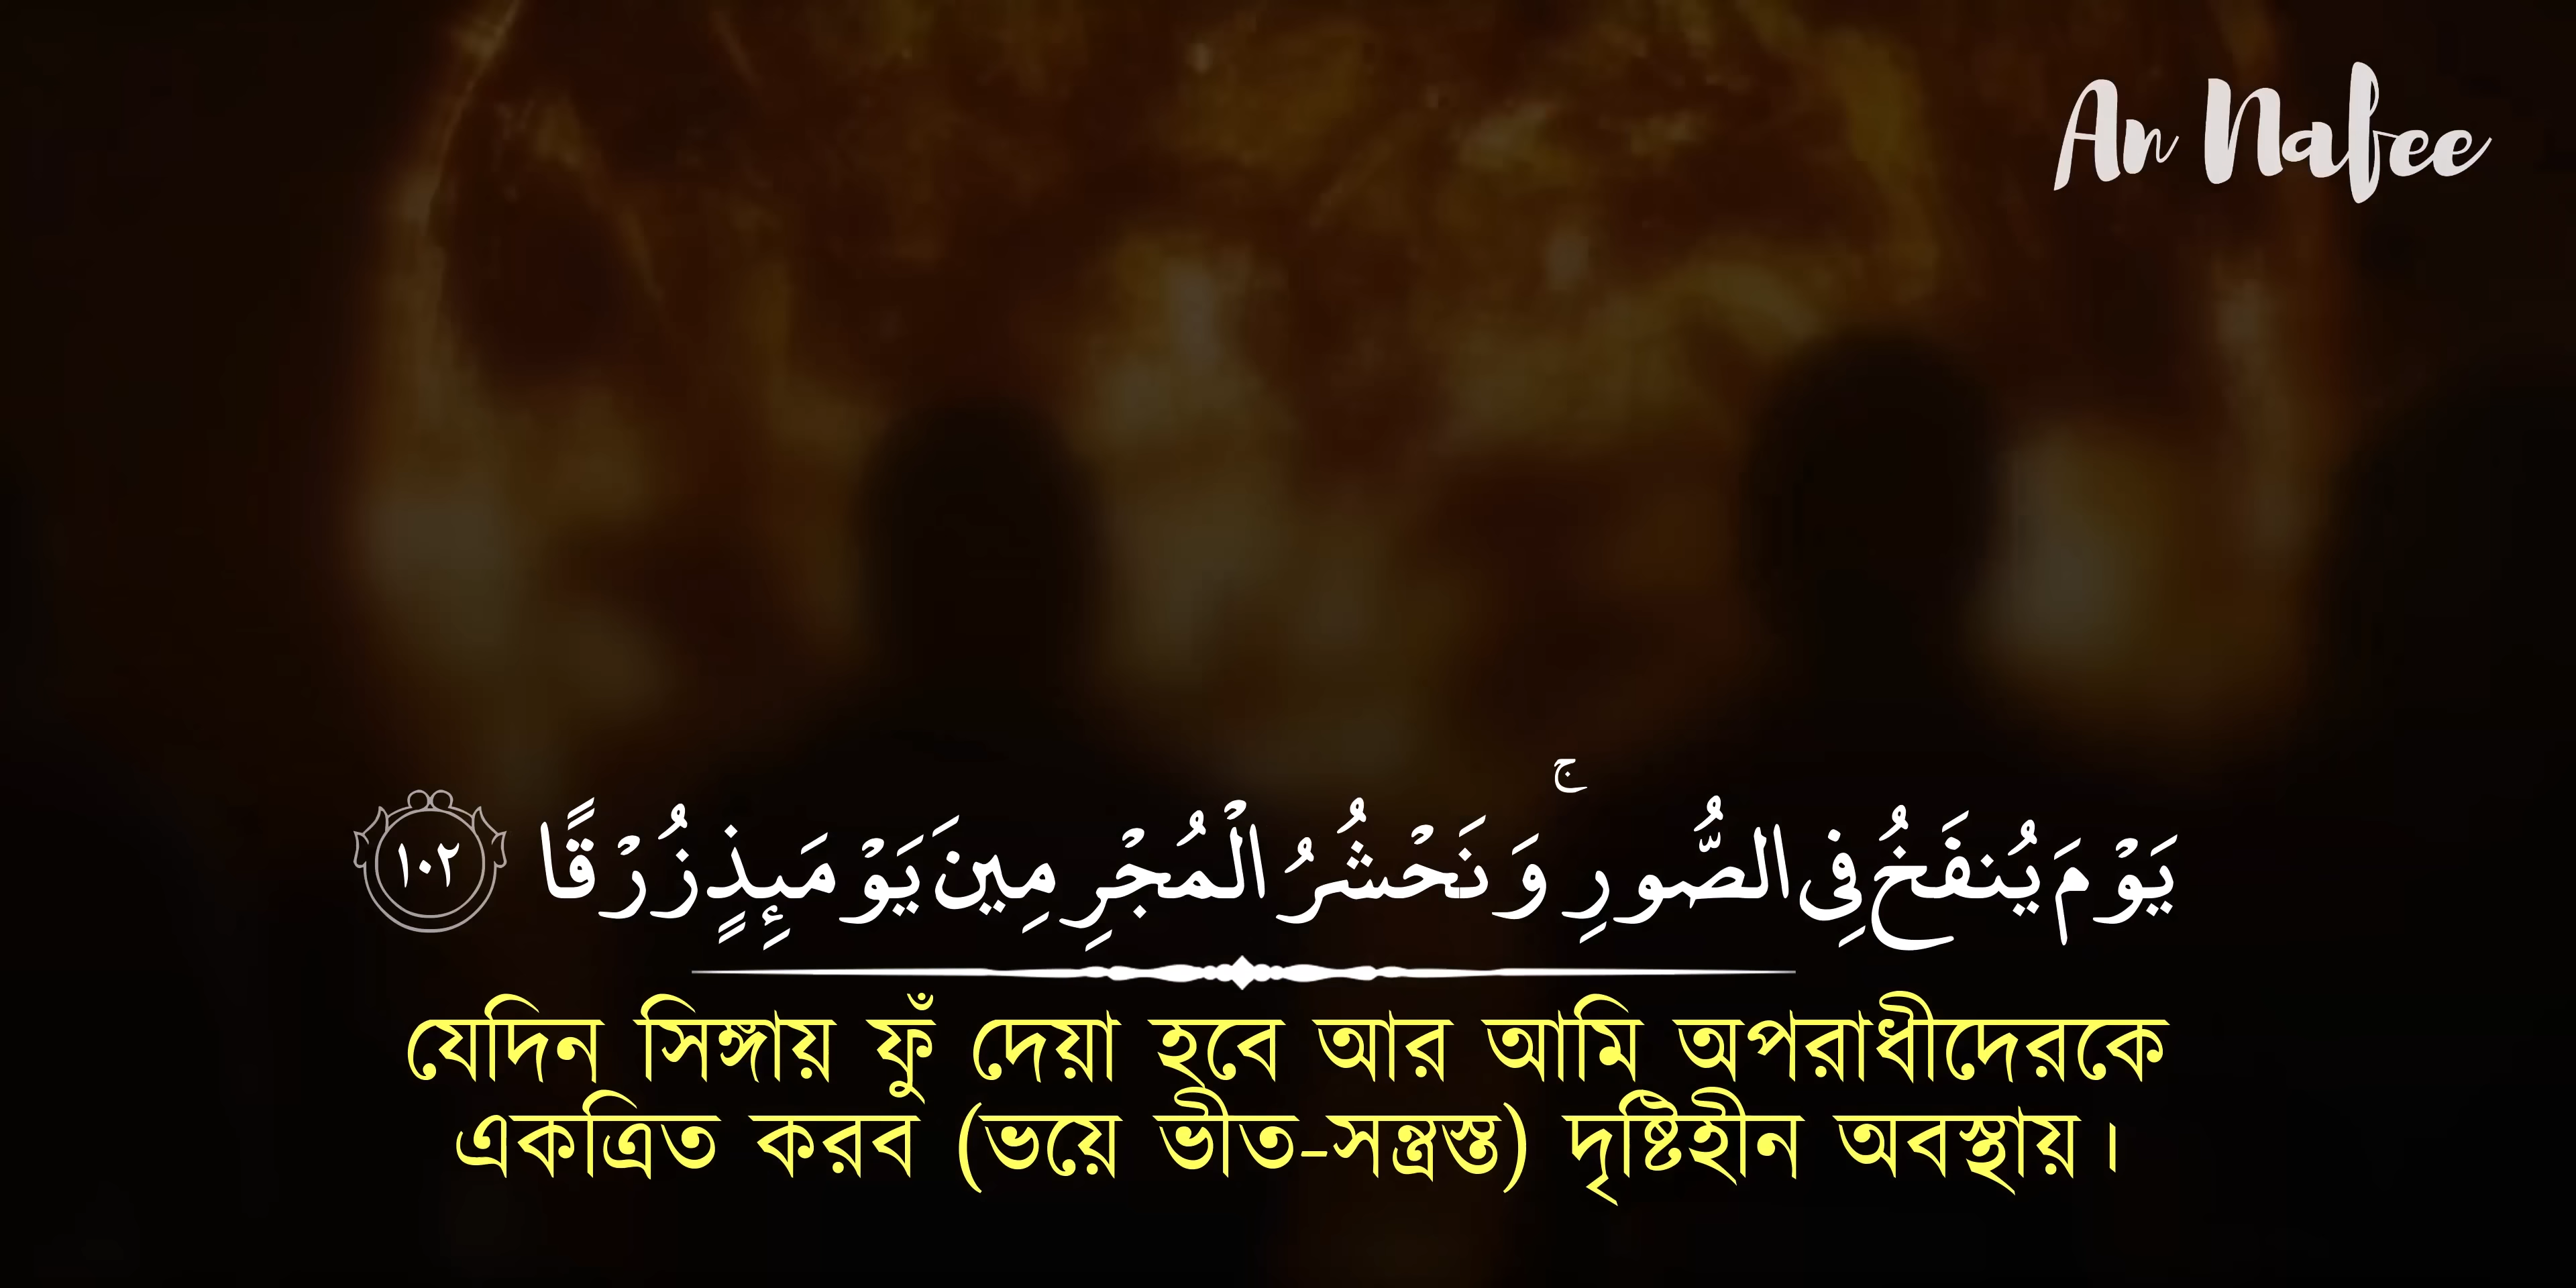 An Nafee
يَوْمَ يُنفَخُ فِى الصُّورِ ۚ وَنَحْشُرُ الْمُجْرِمِينَ يَوْمَئِذٍ زُرْقًا ١٠٢
যেদিন সিঙ্গায় ফুঁ দেয়া হবে আর আমি অপরাধীদেরকে
একত্রিত করব (ভয়ে ভীত-সন্ত্রস্ত) দৃষ্টিহীন অবস্থায়।